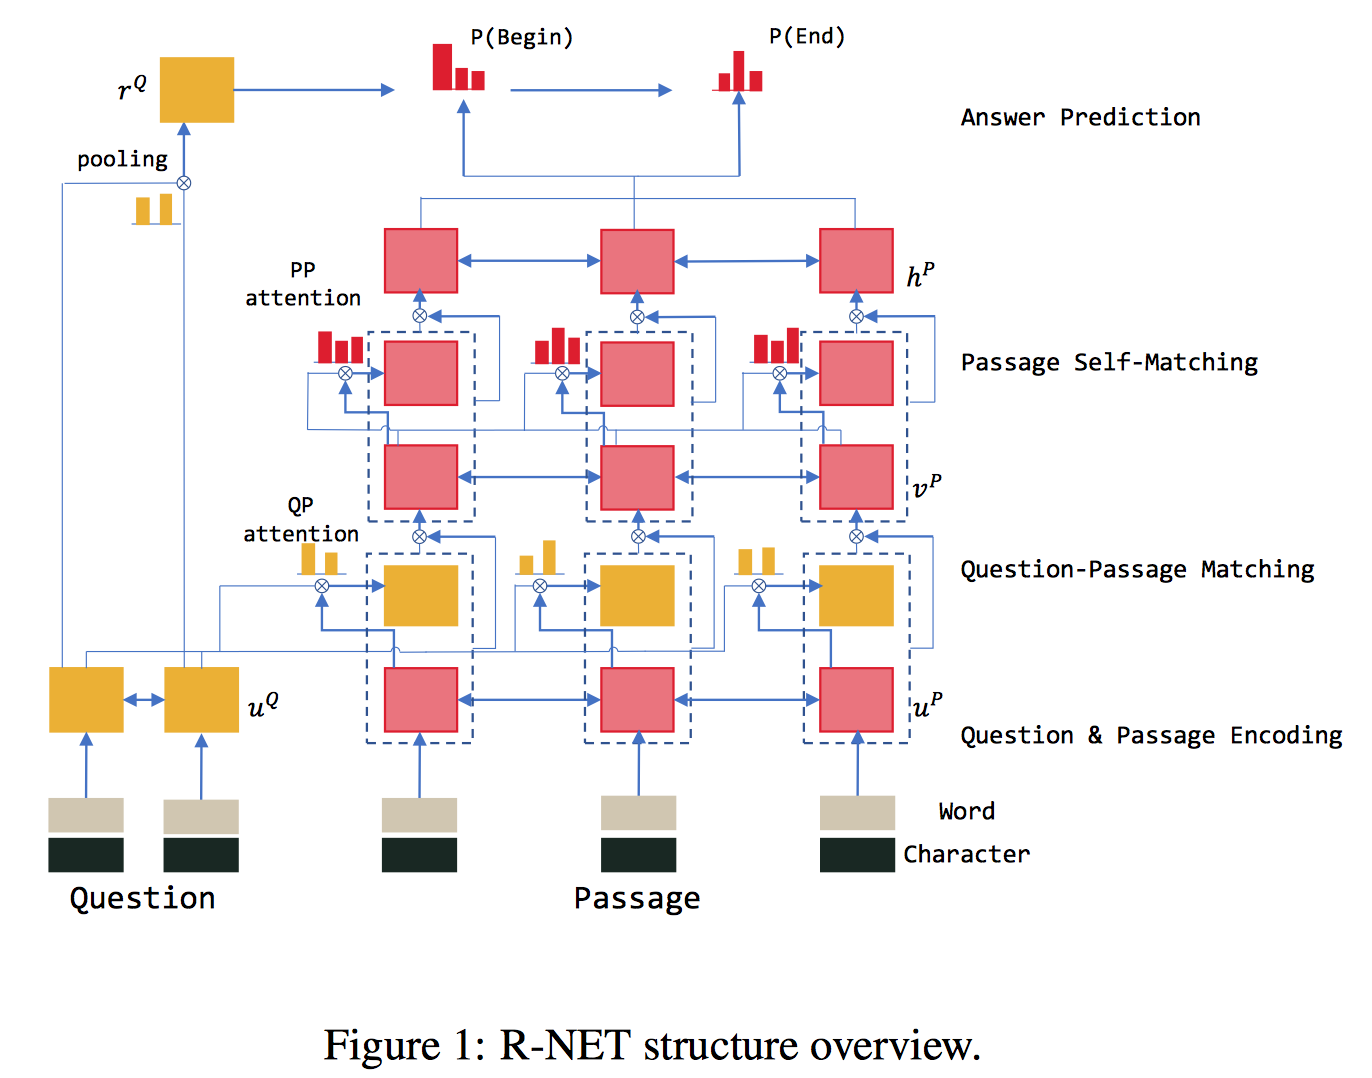 P(Begin)
P(End)
r^Q
Answer Prediction
pooling
PP
attention
h^P
Passage Self-Matching
v^P
QP
attention
Question-Passage Matching
u^Q
u^P
Question & Passage Encoding
Word
Character
Question
Passage
Figure 1: R-NET structure overview.